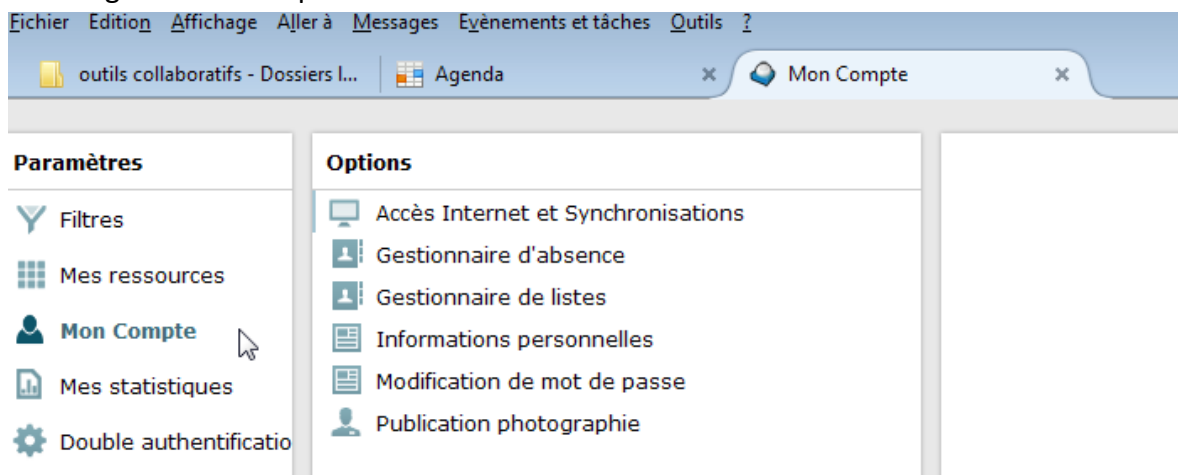 Fichier Edition Affichage Aller à Messages Evènements et tâches Outils ?
outils collaboratifs - Dossiers l... Agenda Mon Compte
Paramètres
Filtres
Mes ressources
Mon Compte
Mes statistiques
Double authentificatio
Options
Accès Internet et Synchronisations
Gestionnaire d'absence
Gestionnaire de listes
Informations personnelles
Modification de mot de passe
Publication photographie